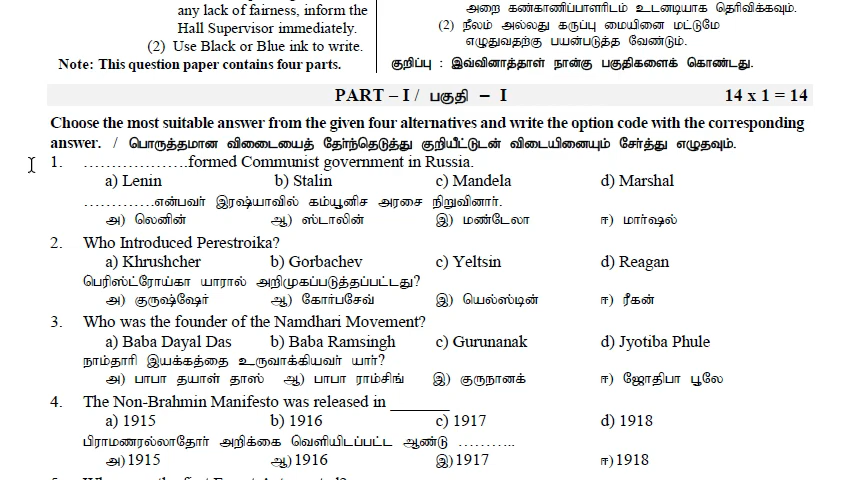 any lack of fairness, inform the
Hall Supervisor immediately.
(2) Use Black or Blue ink to write.
Note: This question paper contains four parts.
அறை கண்காணிப்பாளரிடம் உடனடியாக தெரிவிக்கவும்.
(2) நீலம் அல்லது கருப்பு மையினை மட்டுமே
எழுதுவதற்கு பயன்படுத்த வேண்டும்.
குறிப்பு : இவ்வினாத்தாள் நான்கு பகுதிகளைக் கொண்டது.
PART – I / பகுதி – I 14 x 1 = 14
Choose the most suitable answer from the given four alternatives and write the option code with the corresponding
answer. / பொருத்தமான விடையைத் தேர்ந்தெடுத்து குறியீட்டுடன் விடையினையும் சேர்த்து எழுதவும்.
1. ………………..formed Communist government in Russia.
a) Lenin b) Stalin c) Mandela d) Marshal
………….என்பவர் இரஷ்யாவில் கம்யூனிச அரசை நிறுவினார்.
அ) லெனின் ஆ) ஸ்டாலின் இ) மண்டேலா ஈ) மார்ஷல்
2. Who Introduced Perestroika?
a) Khrushcher b) Gorbachev c) Yeltsin d) Reagan
பெரிஸ்ட்ரோய்கா யாரால் அறிமுகப்படுத்தப்பட்டது?
அ) குருஷ்ஷேர் ஆ) கோர்பசேவ் இ) யெல்ஸ்டின் ஈ) ரீகன்
3. Who was the founder of the Namdhari Movement?
a) Baba Dayal Das b) Baba Ramsingh c) Gurunanak d) Jyotiba Phule
நாம்தாரி இயக்கத்தை உருவாக்கியவர் யார்?
அ) பாபா தயாள் தாஸ் ஆ) பாபா ராம்சிங் இ) குருநானக் ஈ) ஜோதிபா பூலே
4. The Non-Brahmin Manifesto was released in _______
a) 1915 b) 1916 c) 1917 d) 1918
பிராமணரல்லாதோர் அறிக்கை வெளியிடப்பட்ட ஆண்டு ………..
அ)1915 ஆ)1916 இ)1917 ஈ)1918